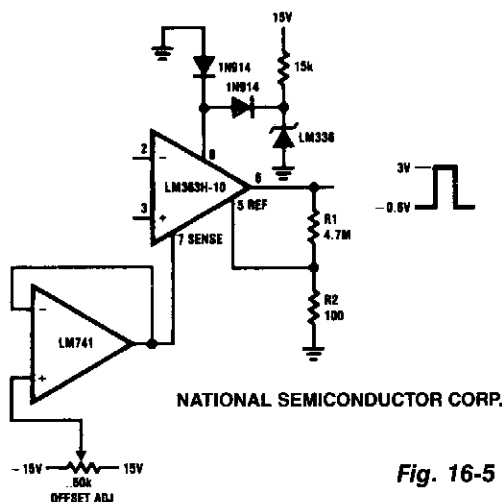 15V
1N914
15k
1N914
LM336
8
2
−
LM363H-10
6
3V
5 REF
−0.6V
3
+
R1
4.7M
7 SENSE
−
R2
100
LM741
+
NATIONAL SEMICONDUCTOR CORP.
−15V
15V
50k
OFFSET ADJ
Fig. 16-5